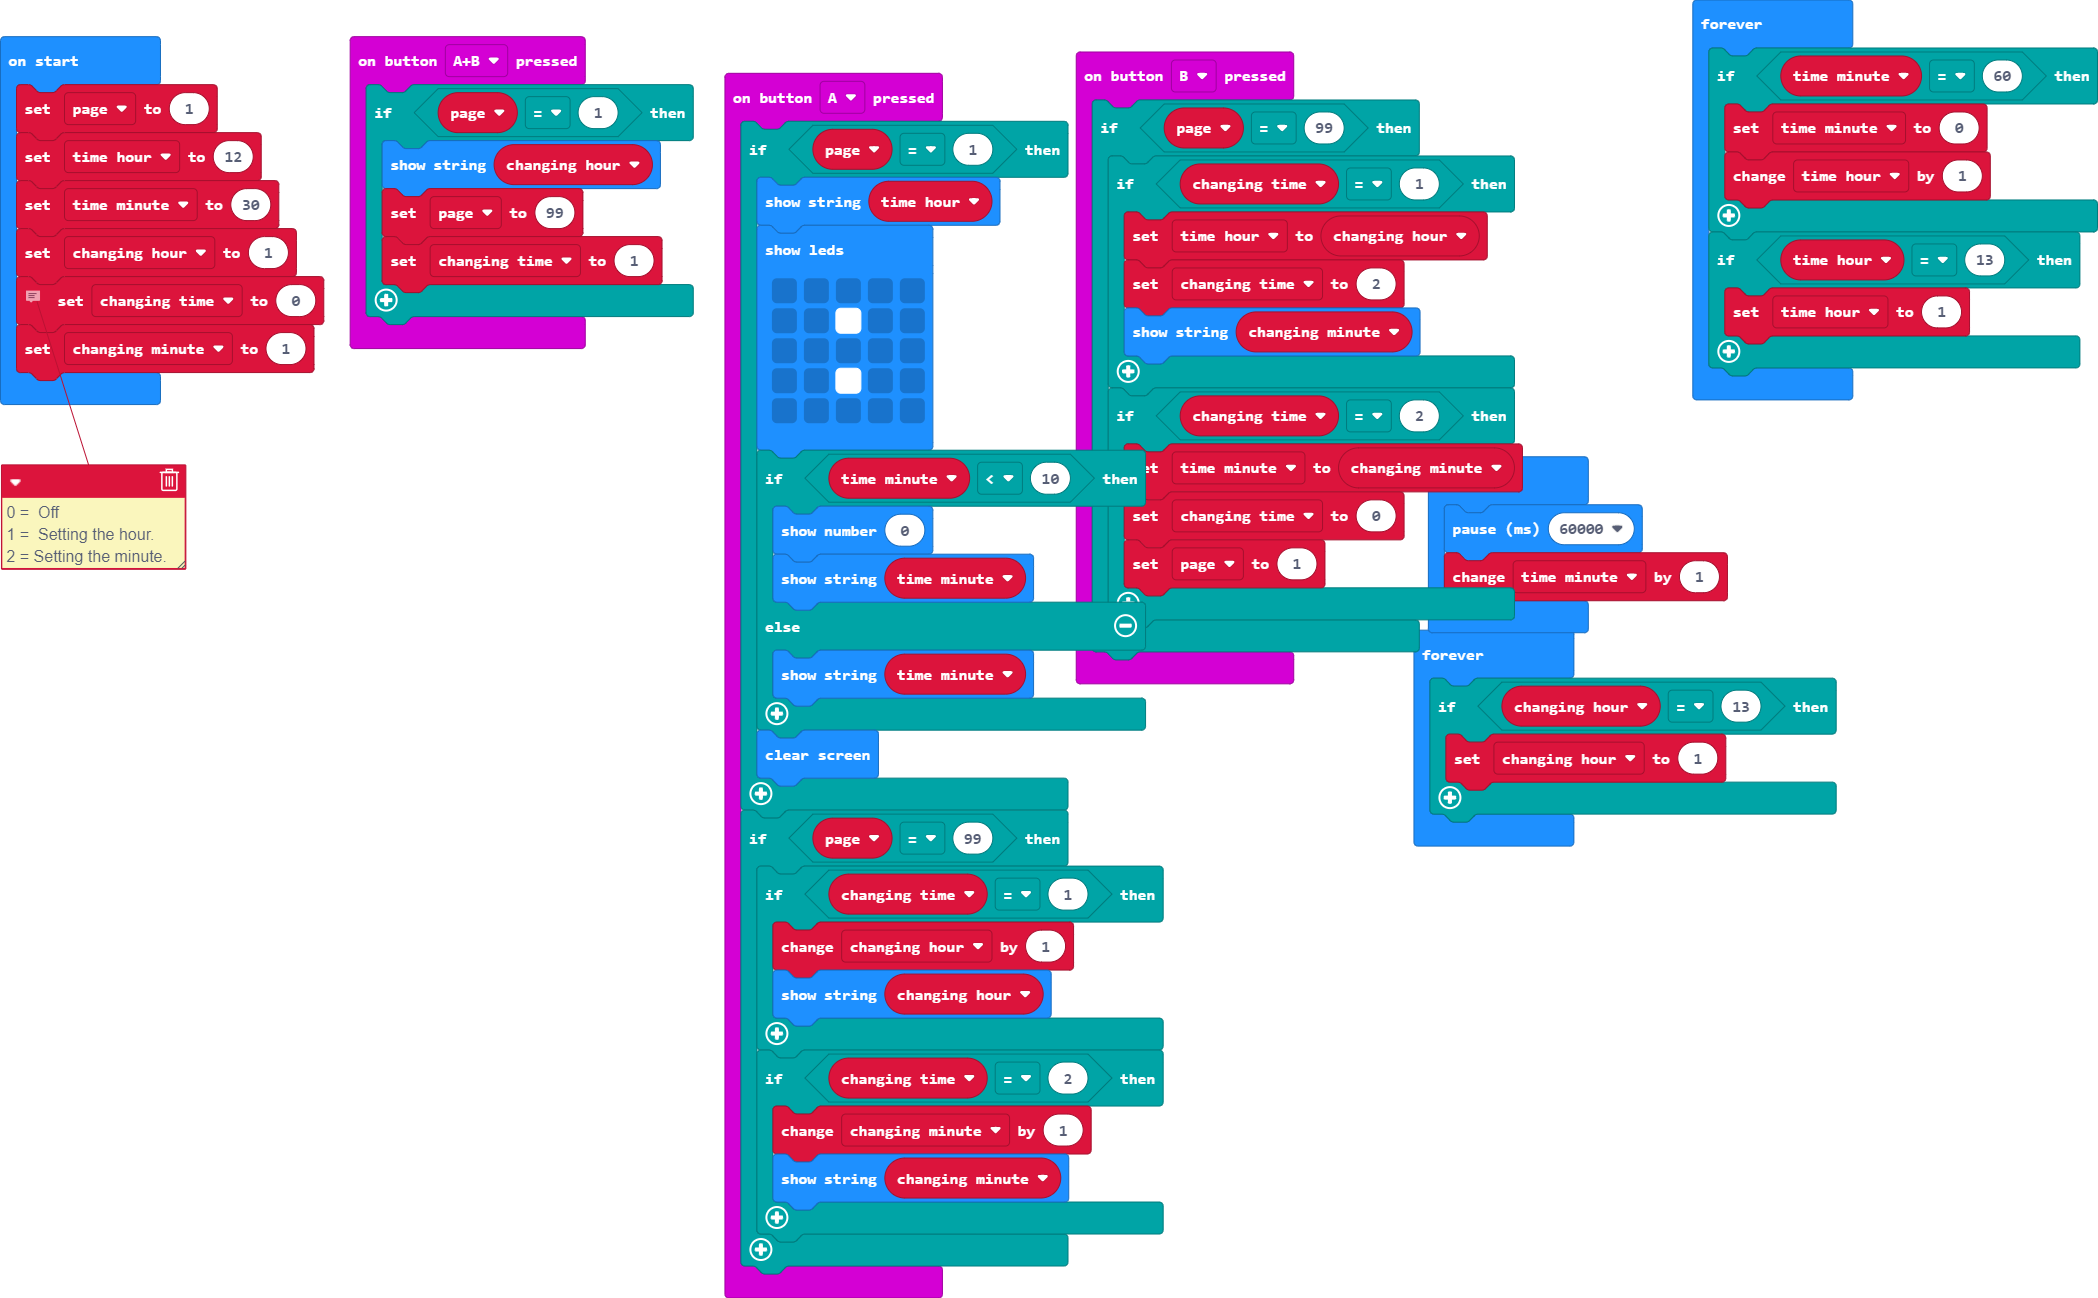 on start
set page to 1
set time hour to 12
set time minute to 30
set changing hour to 1
set changing time to 0
set changing minute to 1
0 = Off
1 = Setting the hour.
2 = Setting the minute.
on button A+B pressed
if page = 1 then
show string changing hour
set page to 99
set changing time to 1
on button A pressed
if page = 1 then
show string time hour
show leds
if time minute < 10 then
show number 0
show string time minute
else
show string time minute
clear screen
if page = 99 then
if changing time = 1 then
change changing hour by 1
show string changing hour
if changing time = 2 then
change changing minute by 1
show string changing minute
on button B pressed
if page = 99 then
if changing time = 1 then
set time hour to changing hour
set changing time to 2
show string changing minute
if changing time = 2 then
et time minute to changing minute
set changing time to 0
set page to 1
pause (ms) 60000
change time minute by 1
forever
if changing hour = 13 then
set changing hour to 1
forever
if time minute = 60 then
set time minute to 0
change time hour by 1
if time hour = 13 then
set time hour to 1